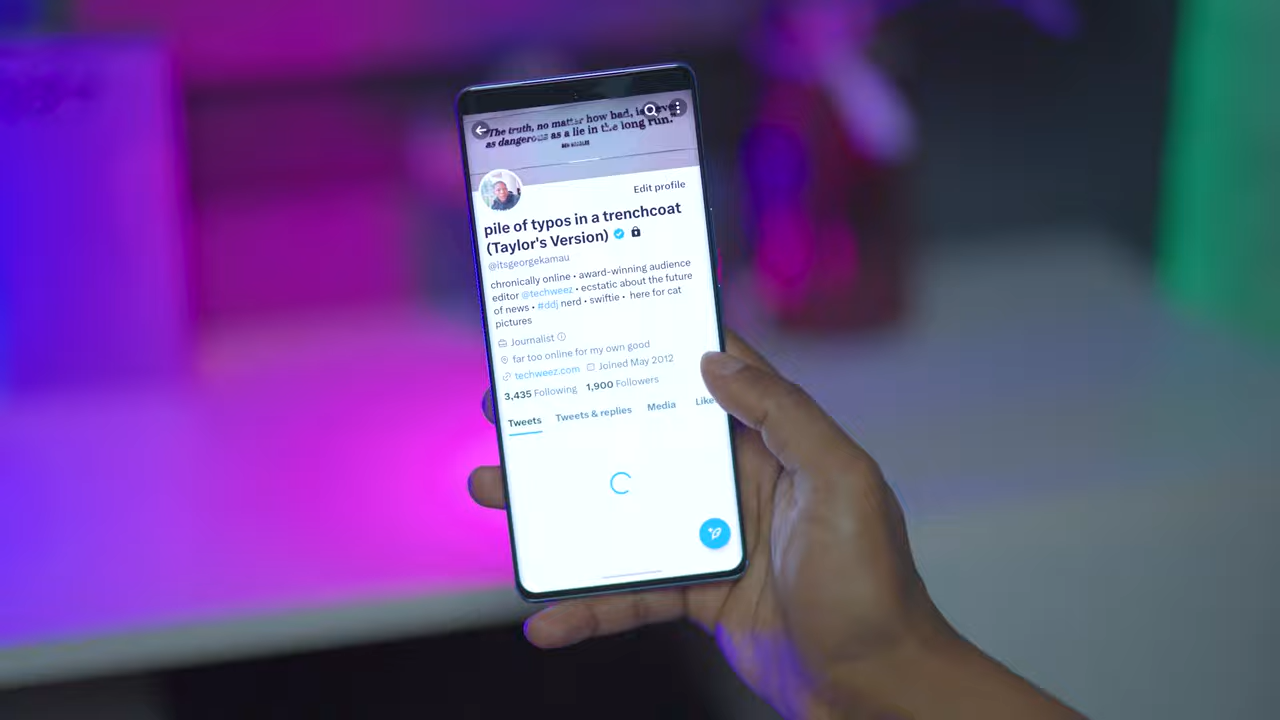 The truth, no matter how bad, is never
as dangerous as a lie in the long run."
Edit profile
pile of typos in a trenchcoat
(Taylor's Version)
@itsgeorgekamau
chronically online • award-winning audience
editor @techweez • ecstatic about the future
of news • #ddj nerd • swiftie • here for cat
pictures
Journalist
far too online for my own good
techweez.com Joined May 2012
3,435 Following 1,900 Followers
Tweets Tweets & replies Media Like